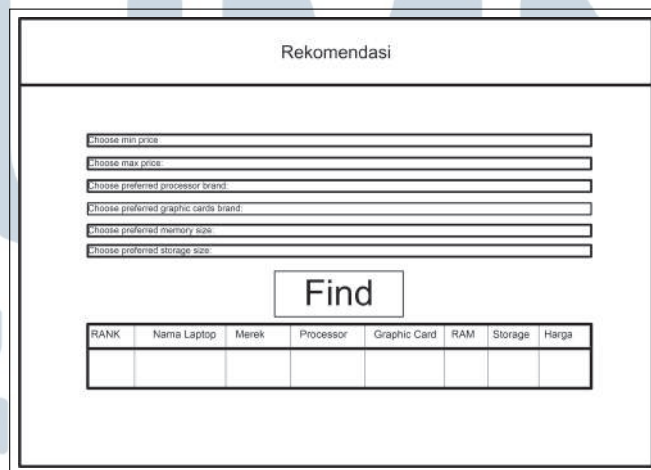 Rekomendasi
Choose min price
Choose max price:
Choose preferred processor brand:
Choose preferred graphic cards brand:
Choose preferred memory size:
Choose preferred storage size:
Find
RANK Nama Laptop Merek Processor Graphic Card RAM Storage Harga